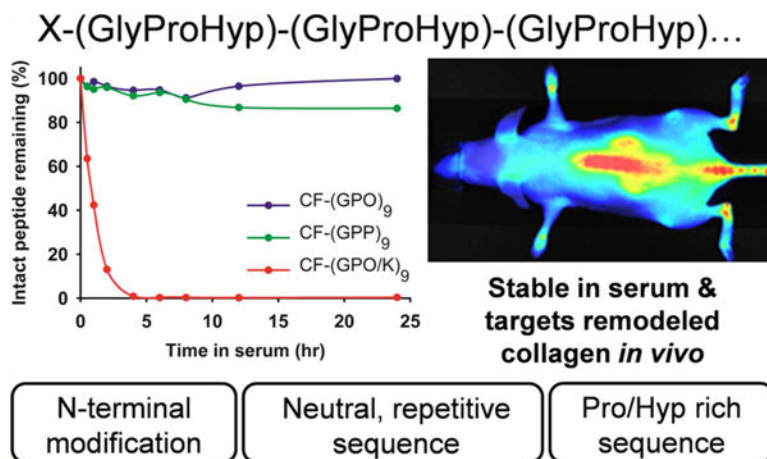 X-(GlyProHyp)-(GlyProHyp)-(GlyProHyp)…
Intact peptide remaining (%)
100
80
60
40
20
0
CF-(GPO)9
CF-(GPP)9
CF-(GPO/K)9
0 5 10 15 20 25
Time in serum (hr)
Stable in serum &
targets remodeled
collagen in vivo
N-terminal
modification
Neutral, repetitive
sequence
Pro/Hyp rich
sequence